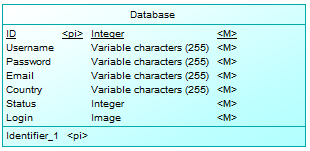 Database
ID <pi> Integer <M>
Username Variable characters (255) <M>
Password Variable characters (255) <M>
Email Variable characters (255) <M>
Country Variable characters (255) <M>
Status Integer <M>
Login Image <M>
Identifier_1 <pi>